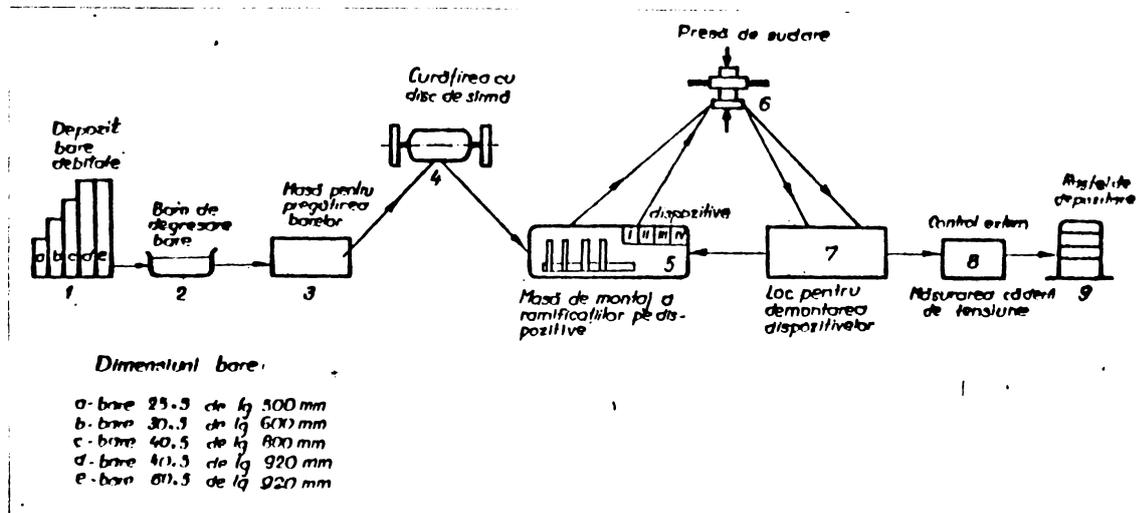 Presă de sudare
6
Curățirea cu
disc de sîrmă
4
Depozit
bare
debitate
a b c d e
1
Baie de
degresare
bare
2
Masă pentru
pregătirea
barelor
3
dispozitive
I II III IV
5
Masă de montaj a
ramificațiilor pe dis-
pozitive
7
Loc pentru
demontarea
dispozitivelor
Control extern
8
Măsurarea căderii
de tensiune
de
depozitare
9
Dimensiuni bare:
a-bare 25.5 de lg 500 mm
b-bare 30.5 de lg 600 mm
c-bare 40.5 de lg 800 mm
d-bare 40.5 de lg 920 mm
e-bare 60.5 de lg 920 mm